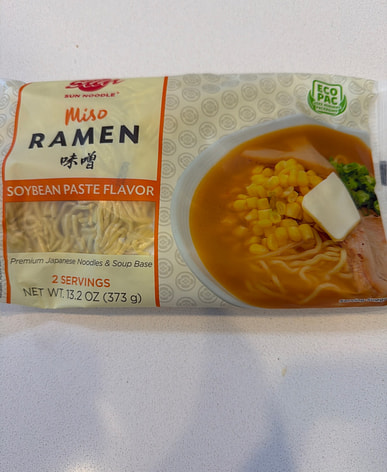 SUN NOODLE
Miso
RAMEN
味噌
SOYBEAN PASTE FLAVOR
Premium Japanese Noodles & Soup Base
2 SERVINGS
NET WT. 13.2 OZ (373 g)
ECO
PAC